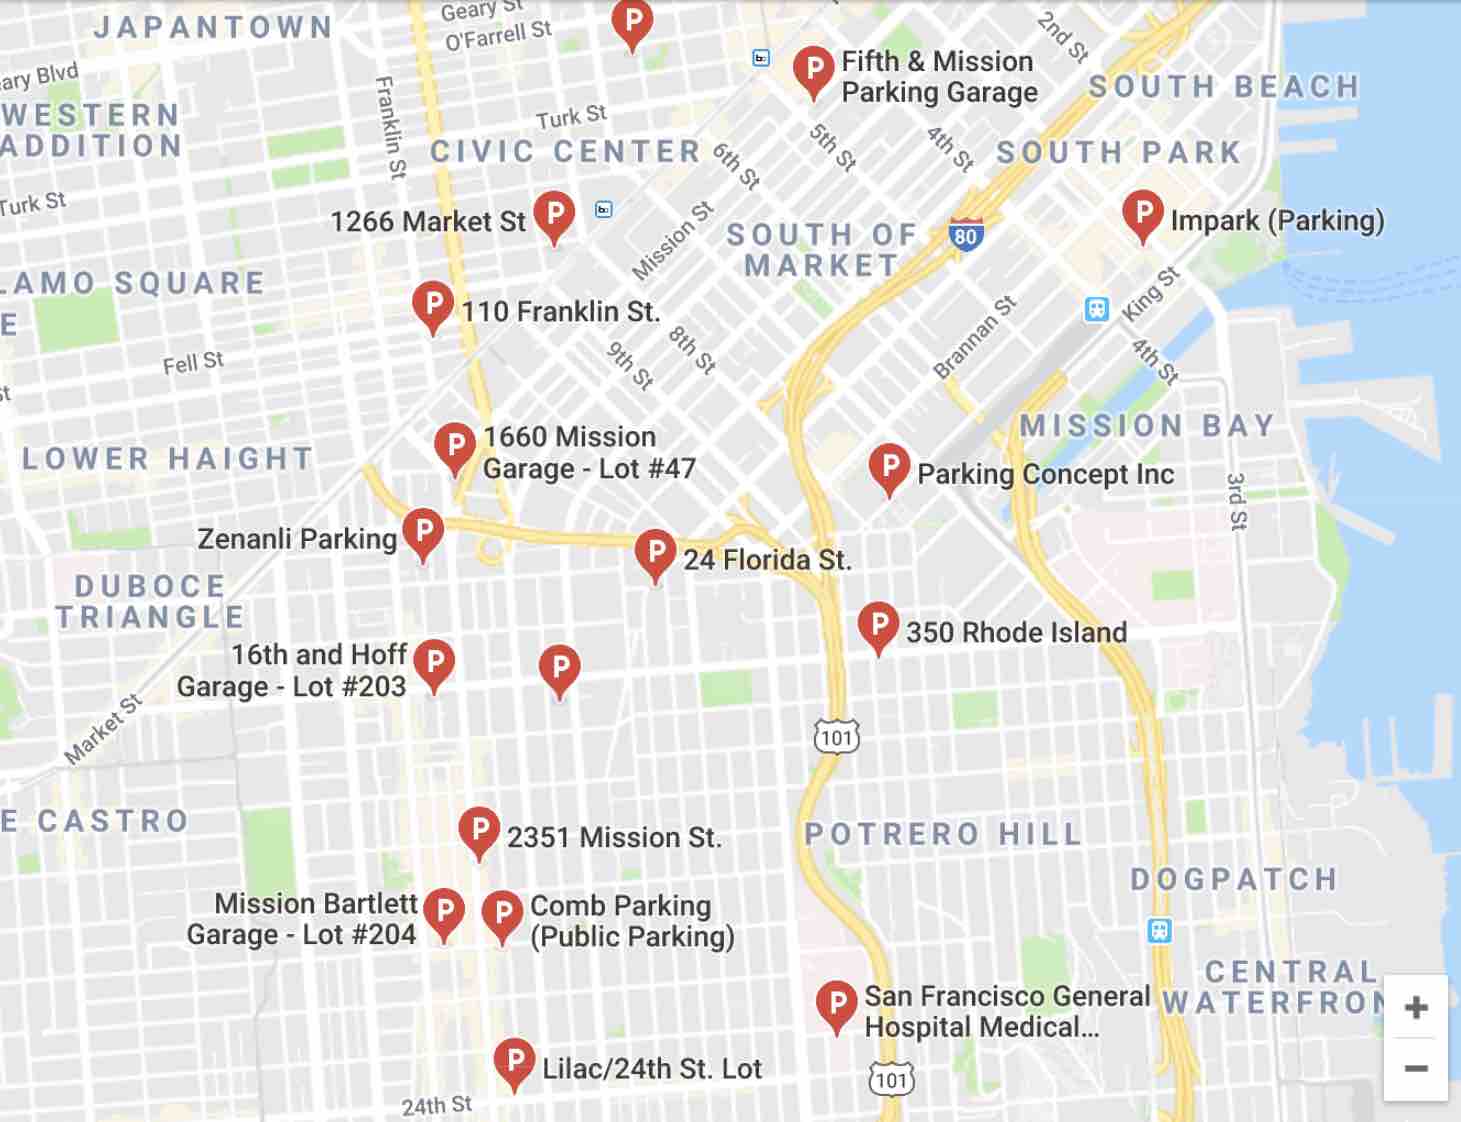 JAPANTOWN
Geary St
O'Farrell St
P
2nd St
P
Fifth & Mission
Parking Garage
SOUTH BEACH
Franklin St
WESTERN
ADDITION
Turk St
CIVIC CENTER
6th St
5th St
4th St
SOUTH PARK
Turk St
1266 Market St
P
Mission St
SOUTH OF
MARKET
80
P
Impark (Parking)
King St
110 Franklin St.
P
Fell St
9th St
8th St
Brannan St
4th St
MISSION BAY
LOWER HAIGHT
P
1660 Mission
Garage - Lot #47
P
Parking Concept Inc
3rd St
Zenanli Parking
P
P
24 Florida St.
DUBOCE
TRIANGLE
P
350 Rhode Island
16th and Hoff
Garage - Lot #203
P
P
Market St
101
E CASTRO
P
2351 Mission St.
POTRERO HILL
DOGPATCH
Mission Bartlett
Garage - Lot #204
P
P
Comb Parking
(Public Parking)
P
San Francisco General
Hospital Medical...
CENTRAL
WATERFRON
+
−
P
Lilac/24th St. Lot
101
24th St